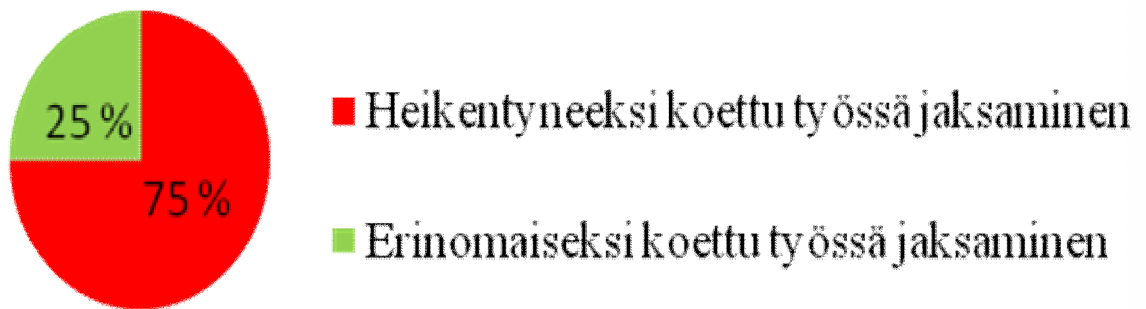 25 %
75 %
Heikentyneeksi koettu työssä jaksaminen
Erinomaiseksi koettu työssä jaksaminen